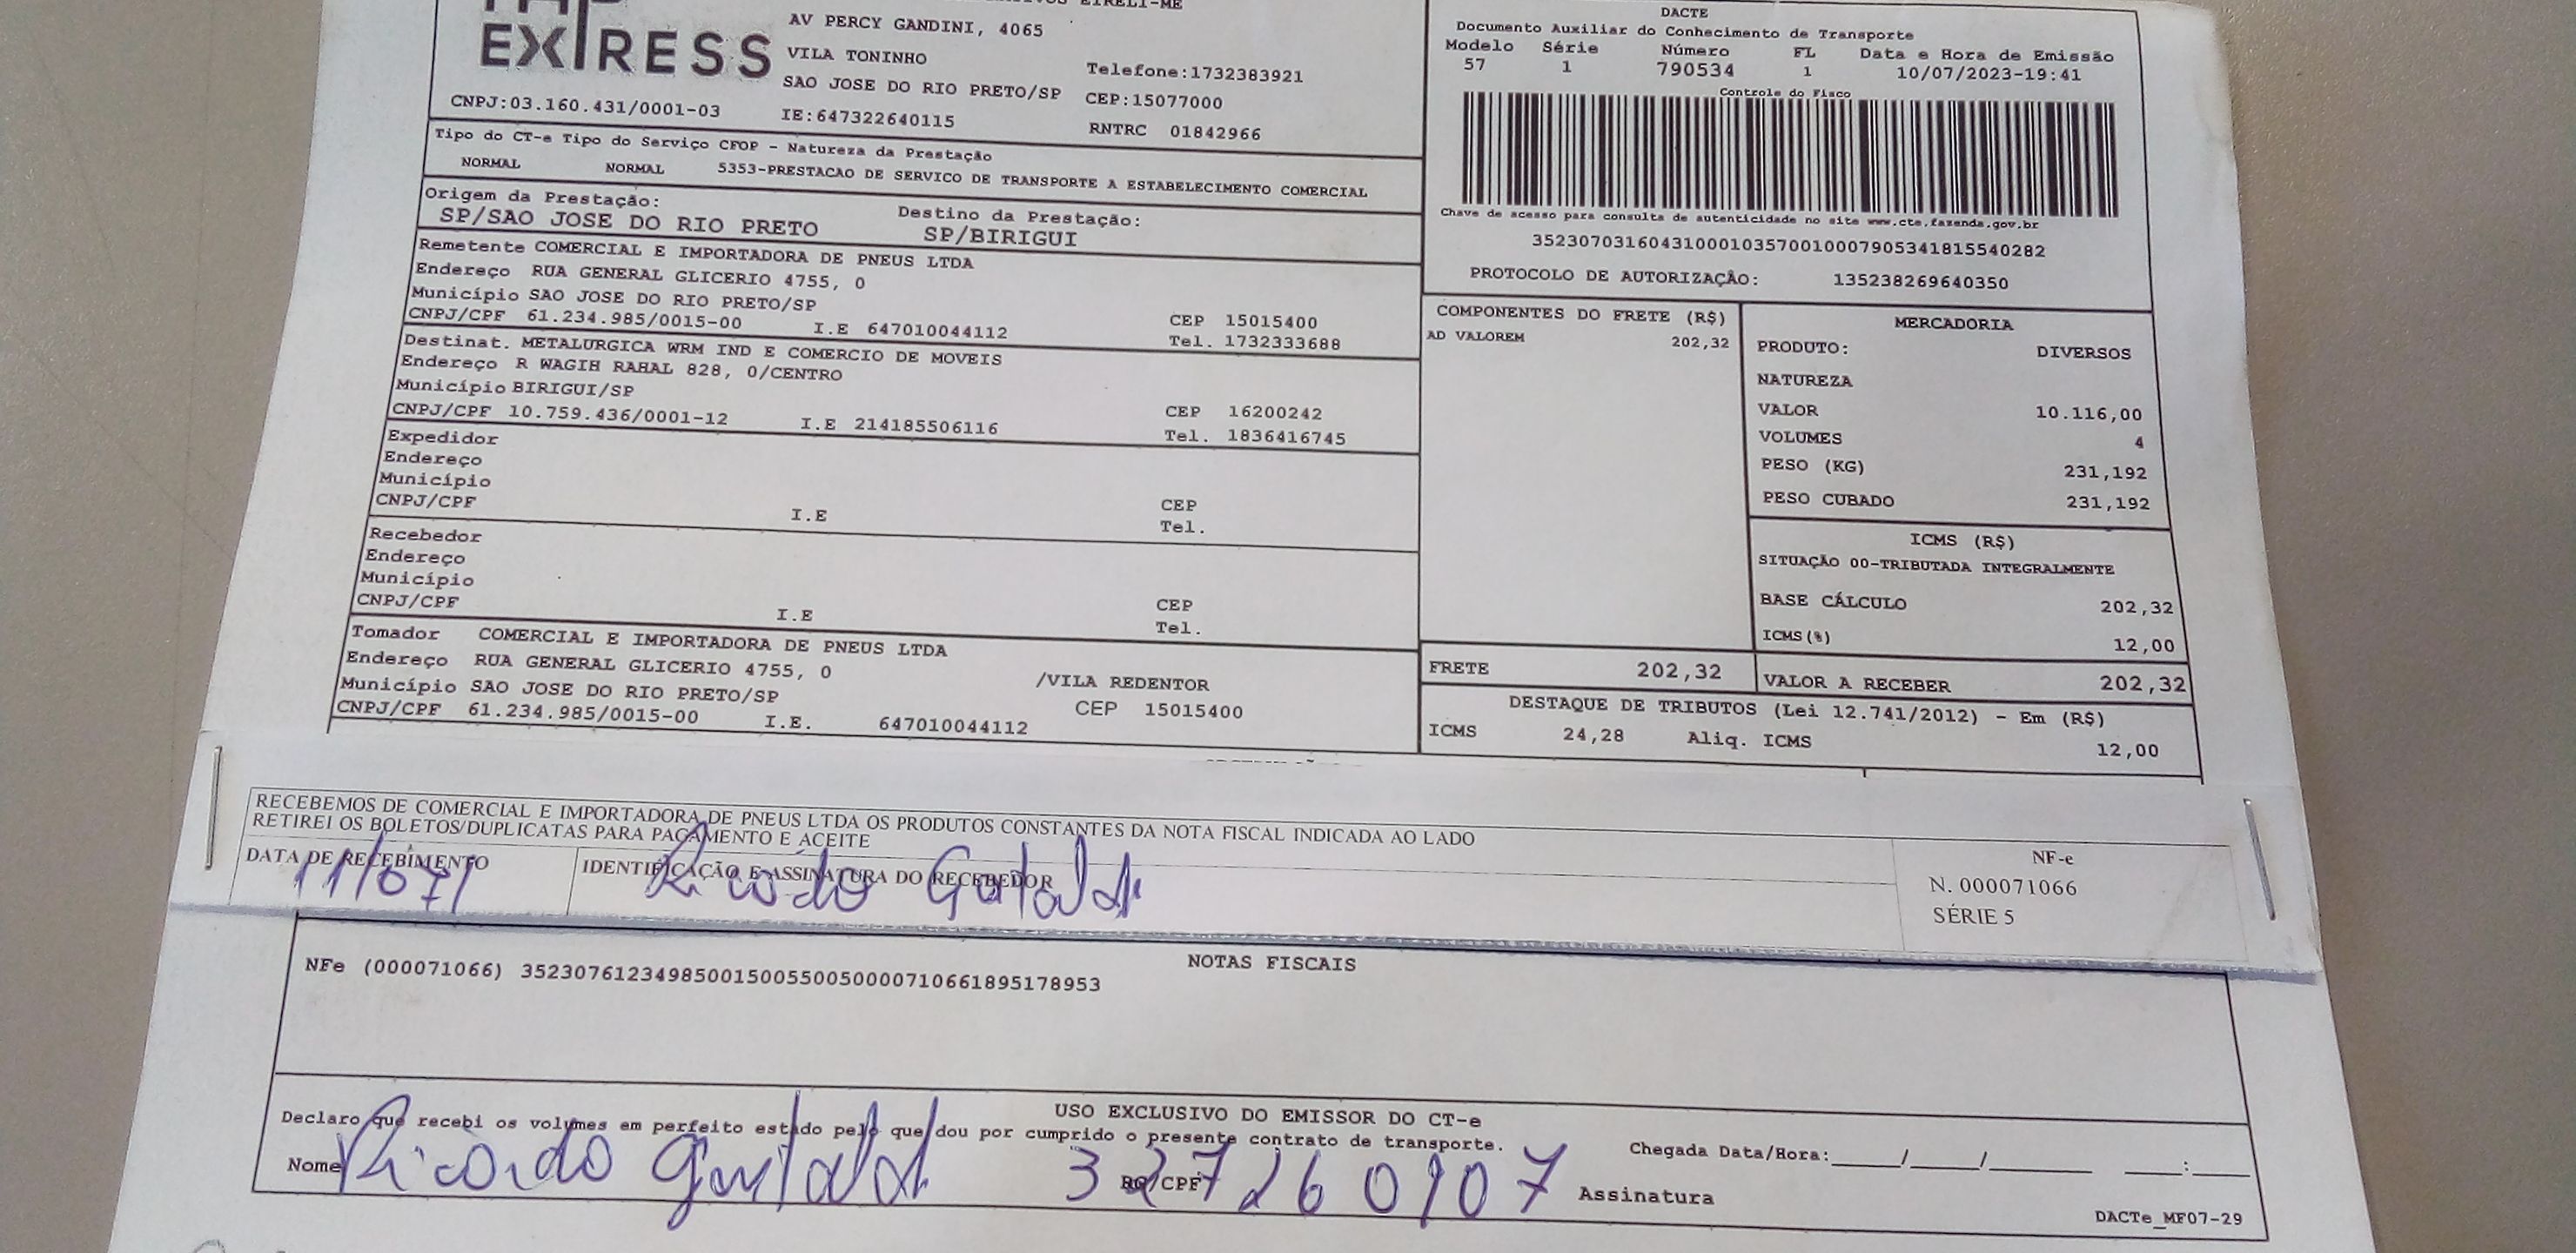 EXPRESS
EIRELI-ME
AV PERCY GANDINI, 4065
VILA TONINHO
Telefone:1732383921
SAO JOSE DO RIO PRETO/SP CEP:15077000
CNPJ:03.160.431/0001-03 IE:647322640115 RNTRC 01842966
DACTE
Documento Auxiliar do Conhecimento de Transporte
Modelo Série Número FL Data e Hora de Emissão
57 1 790534 1 10/07/2023-19:41
Controle do Fisco
Chave de acesso para consulta de autenticidade no site www.cte.fazenda.gov.br
35230703160431000103570010007905341815540282
PROTOCOLO DE AUTORIZAÇÃO: 135238269640350
Tipo do CT-e Tipo do Serviço CFOP - Natureza da Prestação
NORMAL NORMAL 5353-PRESTACAO DE SERVICO DE TRANSPORTE A ESTABELECIMENTO COMERCIAL
Origem da Prestação: Destino da Prestação:
SP/SAO JOSE DO RIO PRETO SP/BIRIGUI
Remetente COMERCIAL E IMPORTADORA DE PNEUS LTDA
Endereço RUA GENERAL GLICERIO 4755, 0
Município SAO JOSE DO RIO PRETO/SP CEP 15015400
CNPJ/CPF 61.234.985/0015-00 I.E 647010044112 Tel. 1732333688
Destinat. METALURGICA WRM IND E COMERCIO DE MOVEIS
Endereço R WAGIH RAHAL 828, 0/CENTRO
Município BIRIGUI/SP CEP 16200242
CNPJ/CPF 10.759.436/0001-12 I.E 214185506116 Tel. 1836416745
Expedidor
Endereço
Município CEP
CNPJ/CPF I.E Tel.
Recebedor
Endereço
Município CEP
CNPJ/CPF I.E Tel.
Tomador COMERCIAL E IMPORTADORA DE PNEUS LTDA
Endereço RUA GENERAL GLICERIO 4755, 0 /VILA REDENTOR
Município SAO JOSE DO RIO PRETO/SP CEP 15015400
CNPJ/CPF 61.234.985/0015-00 I.E. 647010044112
COMPONENTES DO FRETE (R$)
AD VALOREM 202,32
MERCADORIA
PRODUTO: DIVERSOS
NATUREZA
VALOR 10.116,00
VOLUMES 4
PESO (KG) 231,192
PESO CUBADO 231,192
ICMS (R$)
SITUAÇÃO 00-TRIBUTADA INTEGRALMENTE
BASE CÁLCULO 202,32
ICMS(%) 12,00
FRETE 202,32 VALOR A RECEBER 202,32
DESTAQUE DE TRIBUTOS (Lei 12.741/2012) - Em (R$)
ICMS 24,28 Aliq. ICMS 12,00
RECEBEMOS DE COMERCIAL E IMPORTADORA DE PNEUS LTDA OS PRODUTOS CONSTANTES DA NOTA FISCAL INDICADA AO LADO
RETIREI OS BOLETOS/DUPLICATAS PARA PAGAMENTO E ACEITE
DATA DE RECEBIMENTO IDENTIFICAÇÃO E ASSINATURA DO RECEBEDOR
11/07/ Ricardo
NF-e
N. 000071066
SÉRIE 5
NOTAS FISCAIS
NFe (000071066) 35230761234985001500550050000710661895178953
USO EXCLUSIVO DO EMISSOR DO CT-e
Declaro que recebi os volumes em perfeito estado pelo que dou por cumprido o presente contrato de transporte.
Chegada Data/Hora:_____/_____/_______ ___:___
Nome Ricardo RG/CPF Assinatura
DACTe_MF07-29